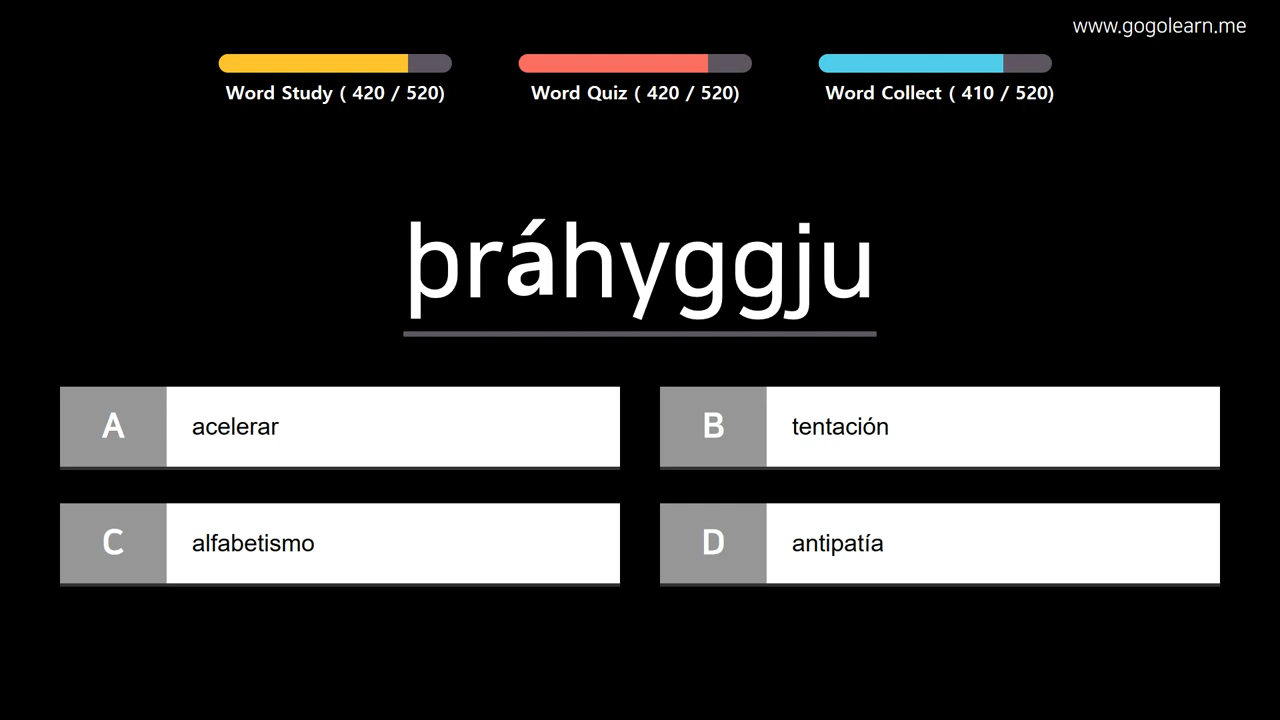 www.gogolearn.me
Word Study ( 420 / 520)
Word Quiz ( 420 / 520)
Word Collect ( 410 / 520)
þráhyggju
A acelerar
B tentación
C alfabetismo
D antipatía